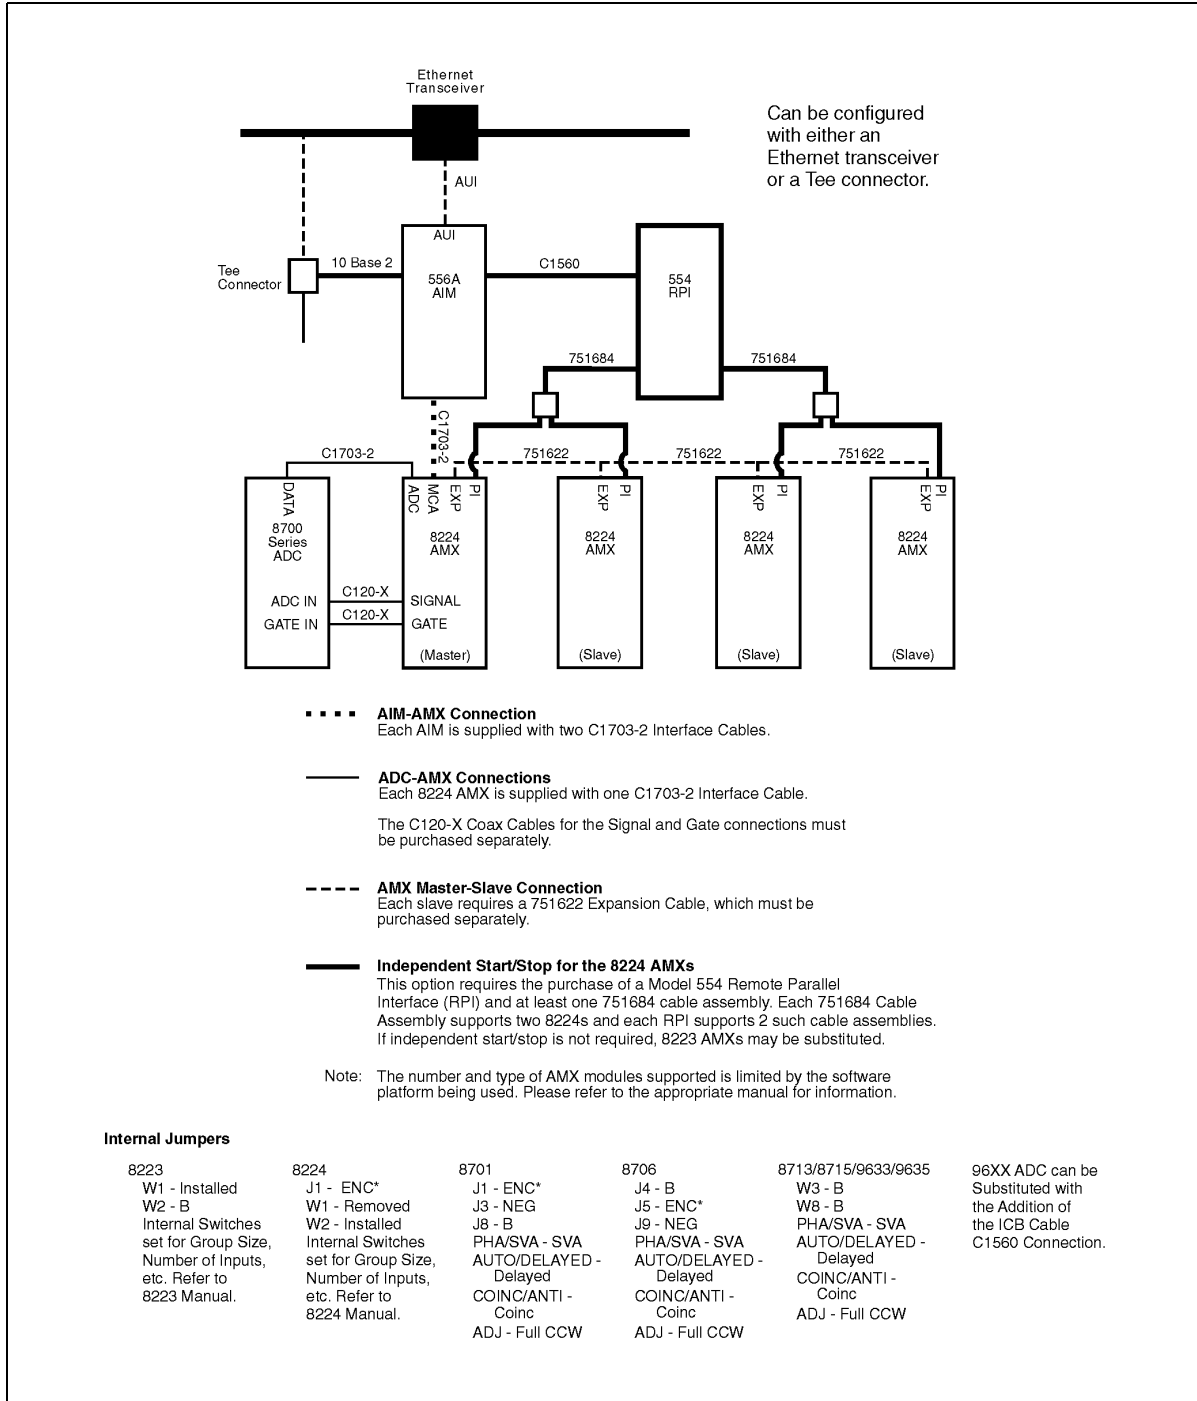 Ethernet
Transceiver
Can be configured
with either an
Ethernet transceiver
or a Tee connector.
AUI
AUI
Tee
Connector
10 Base 2
556A
AIM
C1560
554
RPI
751684
751684
C1703-2
C1703-2
751622
751622
751622
DATA
8700
Series
ADC
ADC IN
GATE IN
C120-X
C120-X
ADC
MCA
EXP
PI
8224
AMX
SIGNAL
GATE
(Master)
EXP
PI
8224
AMX
(Slave)
EXP
PI
8224
AMX
(Slave)
EXP
PI
8224
AMX
(Slave)
AIM-AMX Connection
Each AIM is supplied with two C1703-2 Interface Cables.
ADC-AMX Connections
Each 8224 AMX is supplied with one C1703-2 Interface Cable.
The C120-X Coax Cables for the Signal and Gate connections must
be purchased separately.
AMX Master-Slave Connection
Each slave requires a 751622 Expansion Cable, which must be
purchased separately.
Independent Start/Stop for the 8224 AMXs
This option requires the purchase of a Model 554 Remote Parallel
Interface (RPI) and at least one 751684 cable assembly. Each 751684 Cable
Assembly supports two 8224s and each RPI supports 2 such cable assemblies.
If independent start/stop is not required, 8223 AMXs may be substituted.
Note: The number and type of AMX modules supported is limited by the software
platform being used. Please refer to the appropriate manual for information.
Internal Jumpers
8223
W1 - Installed
W2 - B
Internal Switches
set for Group Size,
Number of Inputs,
etc. Refer to
8223 Manual.
8224
J1 - ENC*
W1 - Removed
W2 - Installed
Internal Switches
set for Group Size,
Number of Inputs,
etc. Refer to
8224 Manual.
8701
J1 - ENC*
J3 - NEG
J8 - B
PHA/SVA - SVA
AUTO/DELAYED -
Delayed
COINC/ANTI -
Coinc
ADJ - Full CCW
8706
J4 - B
J5 - ENC*
J9 - NEG
PHA/SVA - SVA
AUTO/DELAYED -
Delayed
COINC/ANTI -
Coinc
ADJ - Full CCW
8713/8715/9633/9635
W3 - B
W8 - B
PHA/SVA - SVA
AUTO/DELAYED -
Delayed
COINC/ANTI -
Coinc
ADJ - Full CCW
96XX ADC can be
Substituted with
the Addition of
the ICB Cable
C1560 Connection.